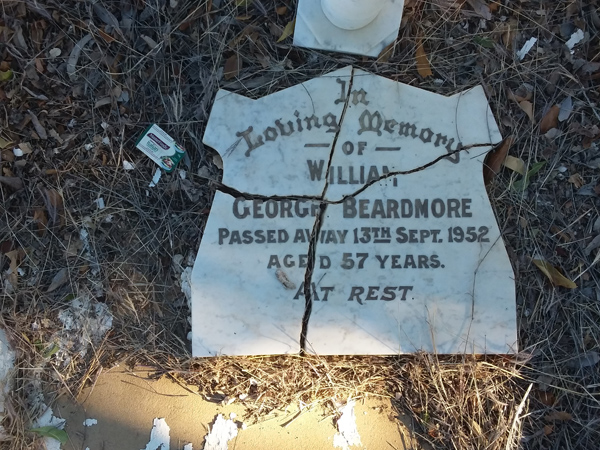 In
Loving Memory
— OF —
WILLIAM
GEORGE BEARDMORE
PASSED AWAY 13TH SEPT. 1952
AGED 57 YEARS.
AT REST.